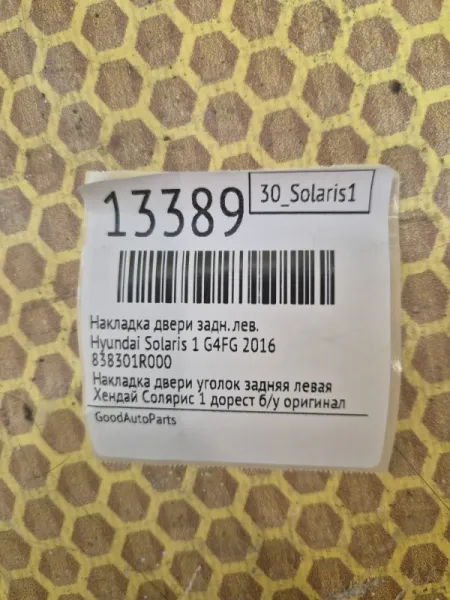 13389
30_Solaris1
Накладка двери задн.лев.
Hyundai Solaris 1 G4FG 2016
838301R000
Накладка двери уголок задняя левая
Хендай Солярис 1 дорест б/у оригинал
GoodAutoParts